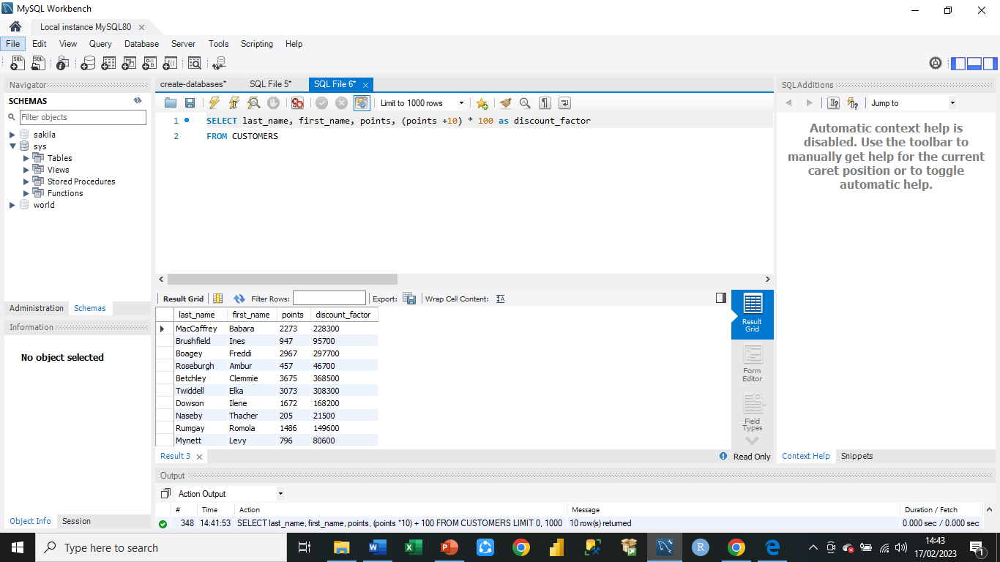 MySQL Workbench
Local instance MySQL80
File Edit View Query Database Server Tools Scripting Help
Navigator
SCHEMAS
Filter objects
sakila
sys
Tables
Views
Stored Procedures
Functions
world
Administration Schemas
Information
No object selected
Object Info Session
create-databases* SQL File 5* SQL File 6*
Limit to 1000 rows
1 SELECT last_name, first_name, points, (points +10) * 100 as discount_factor
2 FROM CUSTOMERS
Result Grid Filter Rows: Export: Wrap Cell Content:
last_name first_name points discount_factor
MacCaffrey Babara 2273 228300
Brushfield Ines 947 95700
Boagey Freddi 2967 297700
Roseburgh Ambur 457 46700
Betchley Clemmie 3675 368500
Twiddell Elka 3073 308300
Dowson Ilene 1672 168200
Naseby Thacher 205 21500
Rumgay Romola 1486 149600
Mynett Levy 796 80600
Result
Grid
Form
Editor
Field
Types
Result 3
Read Only
SQLAdditions
Jump to
Automatic context help is
disabled. Use the toolbar to
manually get help for the current
caret position or to toggle
automatic help.
Context Help Snippets
Output
Action Output
# Time Action Message Duration / Fetch
348 14:41:53 SELECT last_name, first_name, points, (points *10) + 100 FROM CUSTOMERS LIMIT 0, 1000 10 row(s) returned 0.000 sec / 0.000 sec
Type here to search
14:43
17/02/2023
1